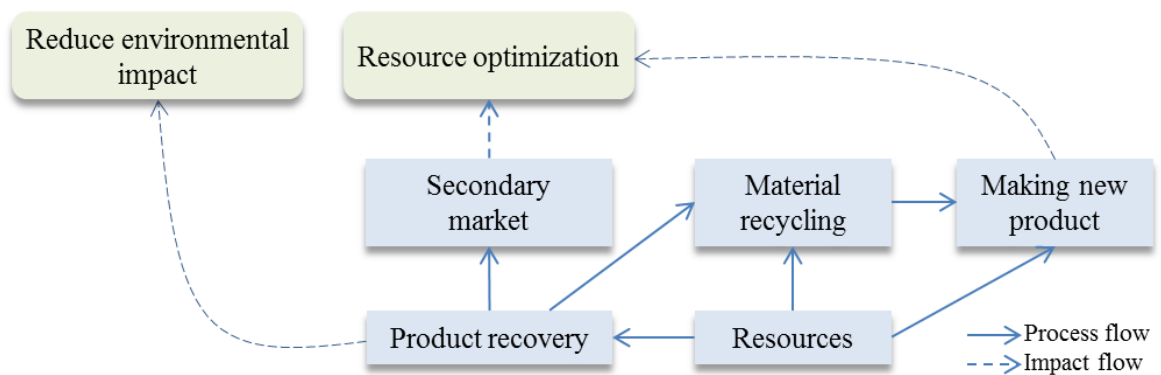 Reduce environmental
impact
Resource optimization
Secondary
market
Material
recycling
Making new
product
Product recovery
Resources
Process flow
Impact flow